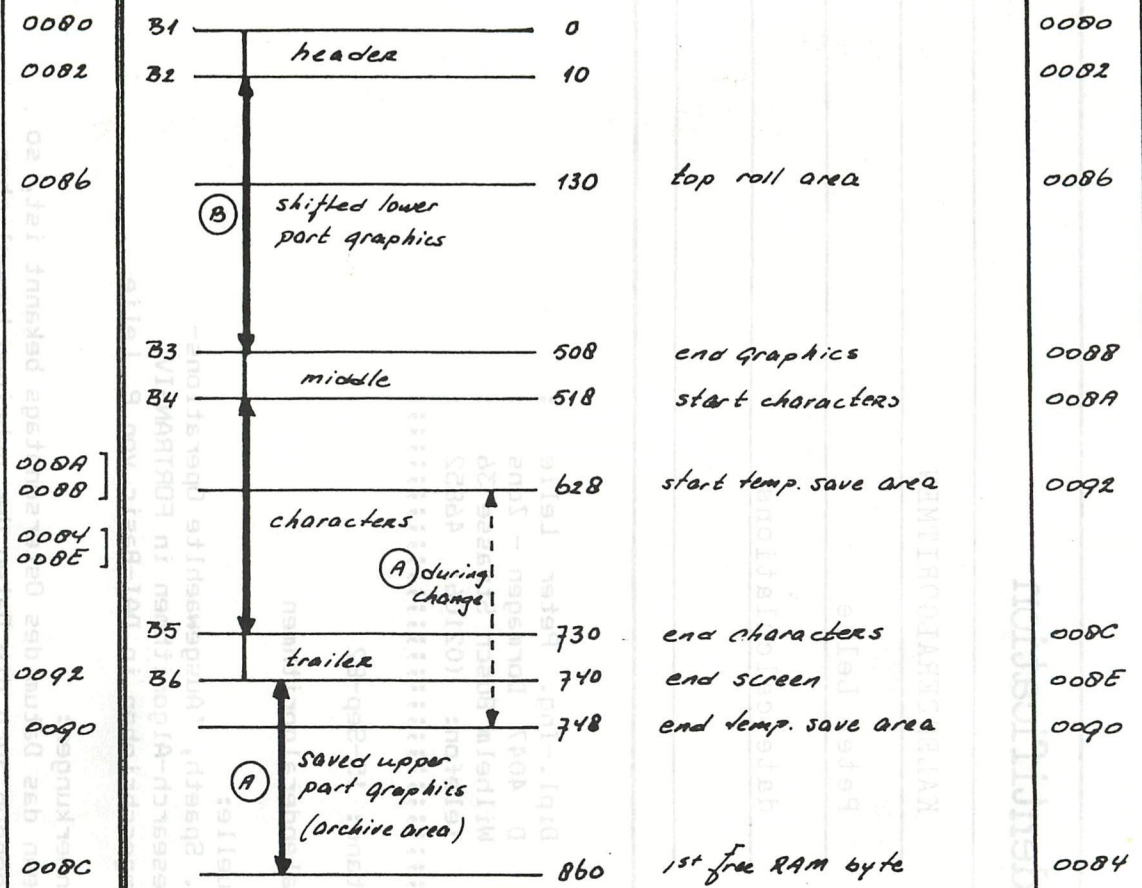 0080 B1 0 0080
header
0082 B2 10 0082
0086 130 top roll area 0086
B shifted lower
part graphics
B3 508 end graphics 0088
middle
B4 518 start characters 008A
008A ]
0088 628 start temp. save area 0092
characters
0084 ]
008E
A during
change
B5 730 end characters 008C
trailer
0092 B6 740 end screen 008E
0090 748 end temp. save area 0090
saved upper
A part graphics
(archive area)
008C 860 1st free RAM byte 0084